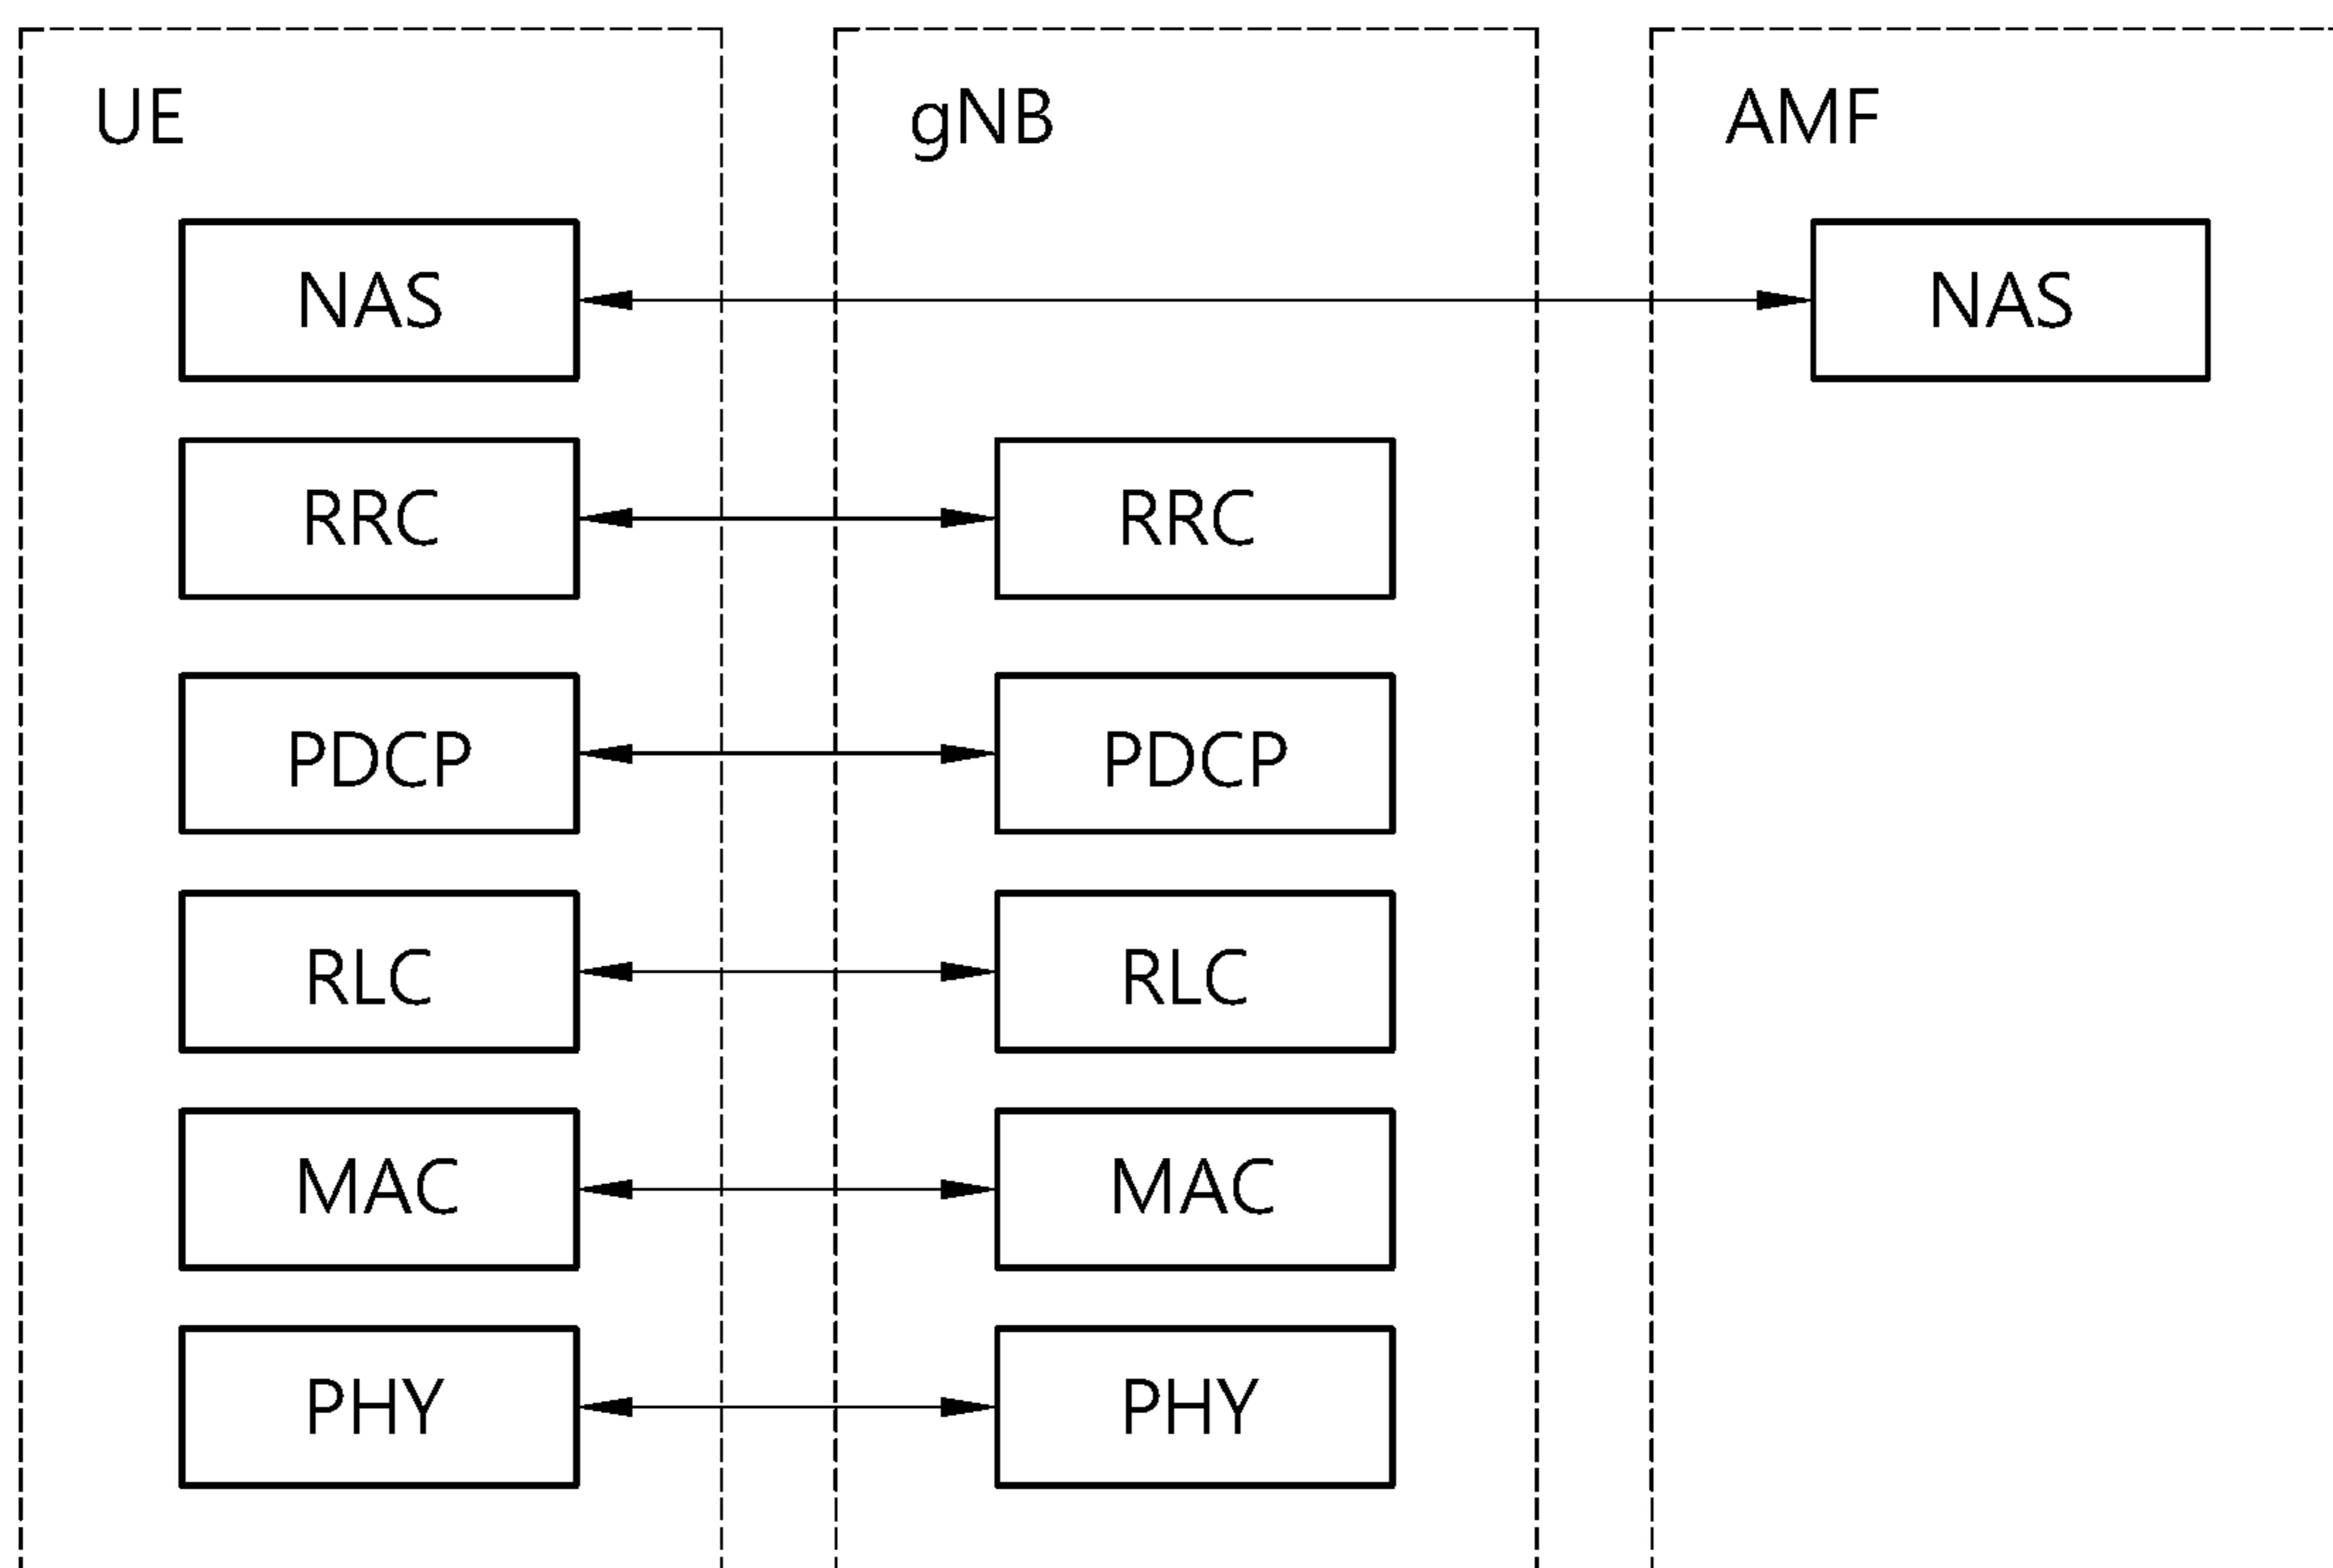 UE
gNB
AMF
NAS
NAS
RRC
RRC
PDCP
PDCP
RLC
RLC
MAC
MAC
PHY
PHY